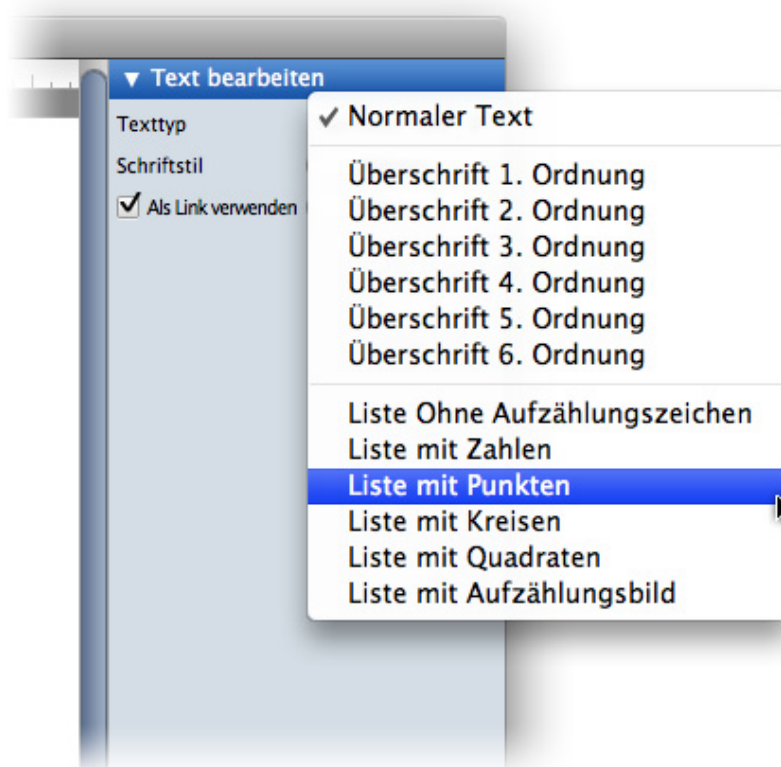 ▼ Text bearbeiten
Texttyp
✓ Normaler Text
Schriftstil
Als Link verwenden
Überschrift 1. Ordnung
Überschrift 2. Ordnung
Überschrift 3. Ordnung
Überschrift 4. Ordnung
Überschrift 5. Ordnung
Überschrift 6. Ordnung
Liste Ohne Aufzählungszeichen
Liste mit Zahlen
Liste mit Punkten
Liste mit Kreisen
Liste mit Quadraten
Liste mit Aufzählungsbild